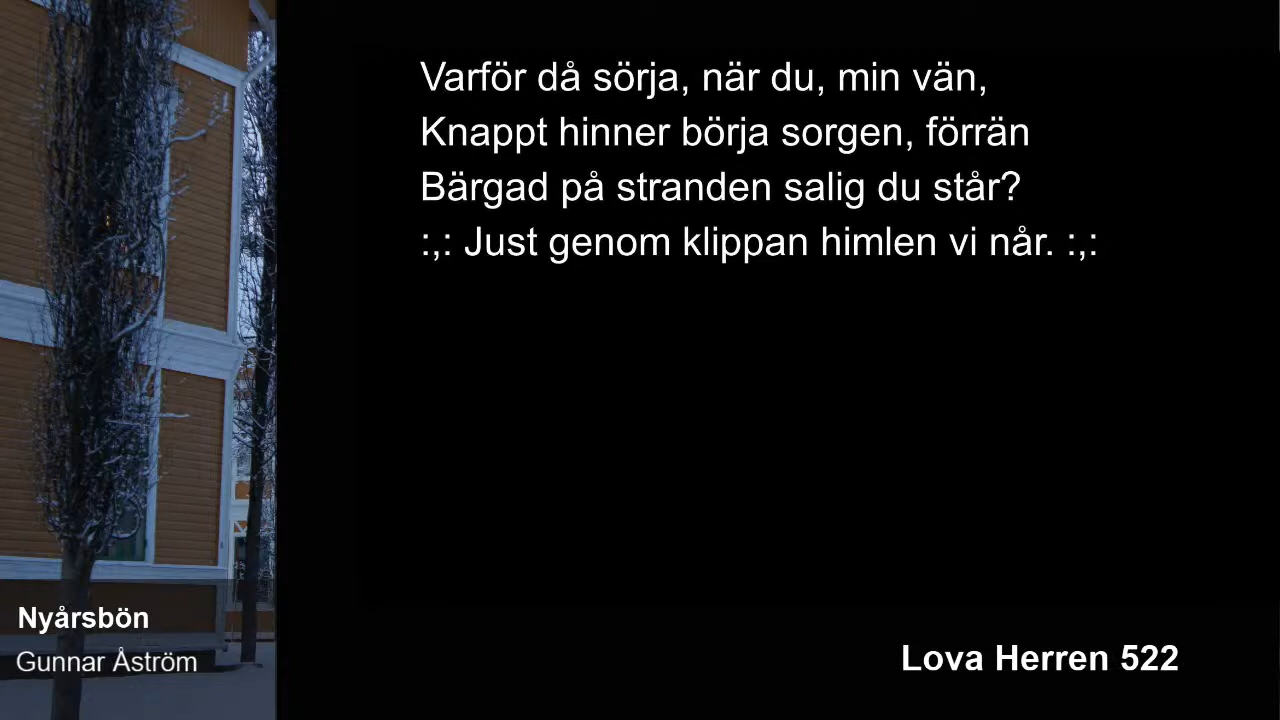 Varför då sörja, när du, min vän,
Knappt hinner börja sorgen, förrän
Bärgad på stranden salig du står?
:,: Just genom klippan himlen vi når. :,:
Nyårsbön
Gunnar Åström
Lova Herren 522